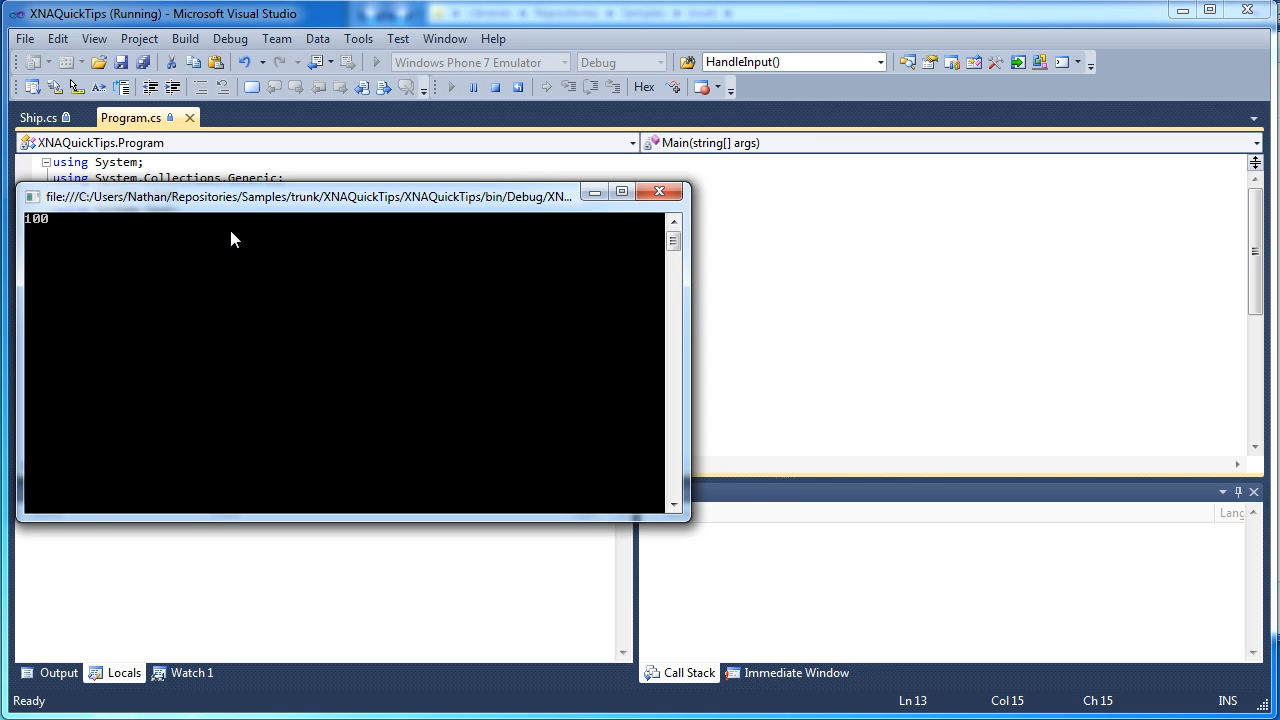 XNAQuickTips (Running) - Microsoft Visual Studio
File Edit View Project Build Debug Team Data Tools Test Window Help
Windows Phone 7 Emulator Debug HandleInput()
Hex
Ship.cs Program.cs
XNAQuickTips.Program Main(string[] args)
using System;
using System.Collections.Generic;
file:///C:/Users/Nathan/Repositories/Samples/trunk/XNAQuickTips/XNAQuickTips/bin/Debug/XN...
100
Lang
Output Locals Watch 1 Call Stack Immediate Window
Ready Ln 13 Col 15 Ch 15 INS